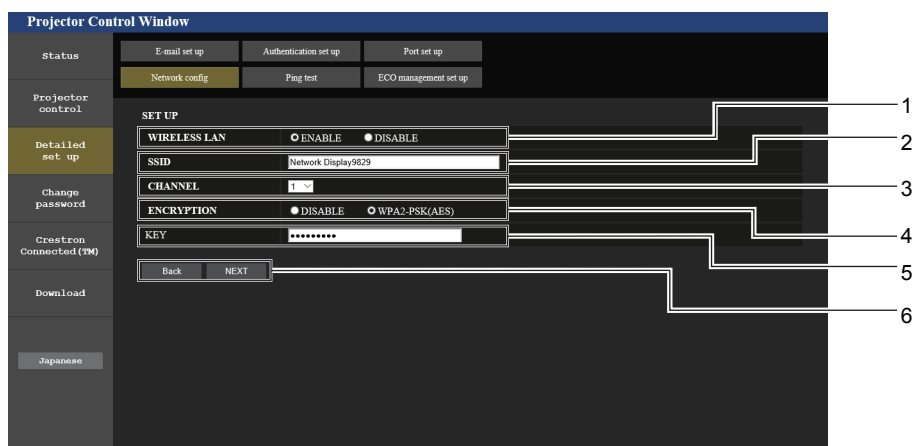 Projector Control Window
Status
E-mail set up
Authentication set up
Port set up
Network config
Ping test
ECO management set up
Projector
control
Detailed
set up
Change
password
Crestron
Connected(TM)
Download
Japanese
SET UP
WIRELESS LAN ENABLE DISABLE
SSID Network Display9829
CHANNEL 1
ENCRYPTION DISABLE WPA2-PSK(AES)
KEY •••••••••
Back NEXT
1
2
3
4
5
6